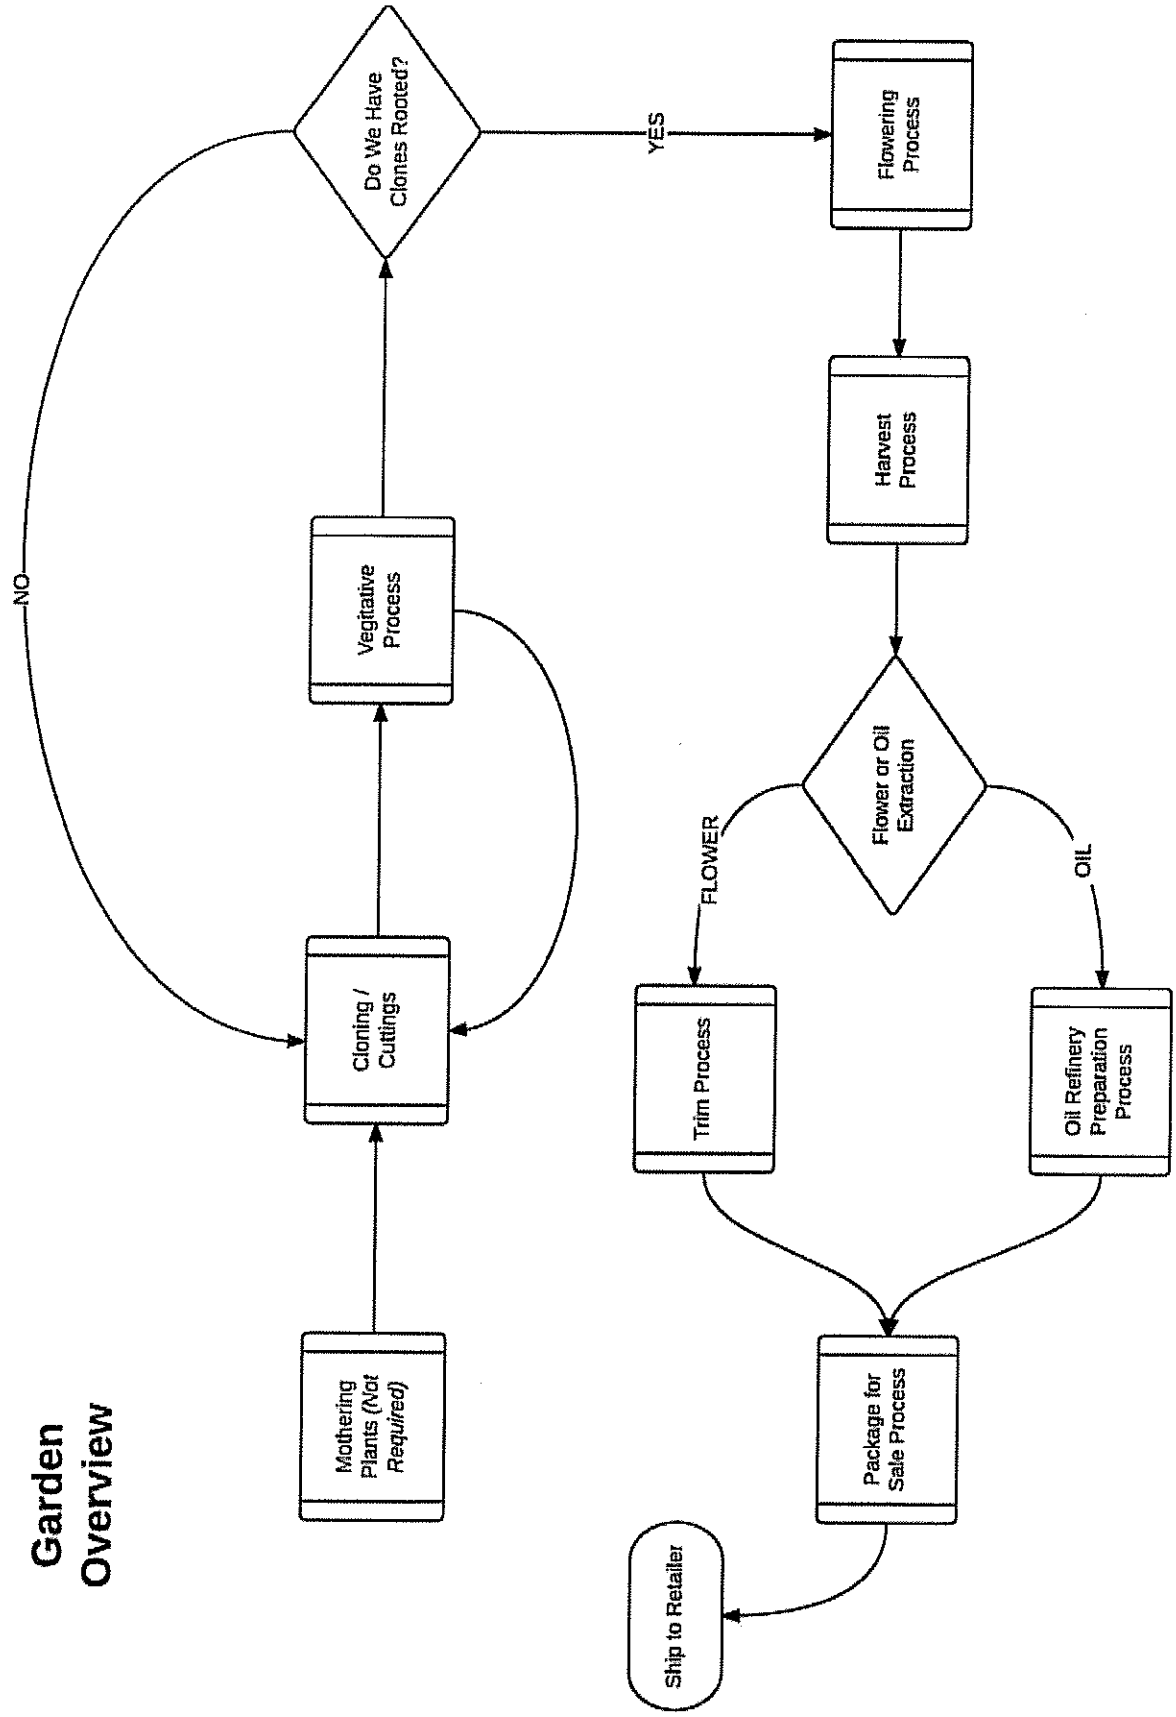 Garden
Overview
Mothering
Plants (Not
Required)
Cloning /
Cuttings
Vegitative
Process
Do We Have
Clones Rooted?
NO
YES
Flowering
Process
Harvest
Process
Flower or Oil
Extraction
FLOWER
OIL
Trim Process
Oil Refinery
Preparation
Process
Package for
Sale Process
Ship to Retailer